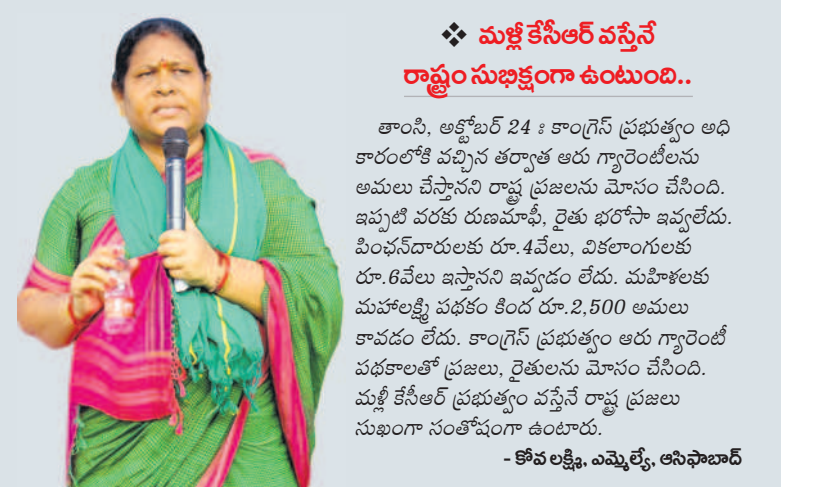 ❖ మళ్లీ కేసీఆర్ వస్తేనే
రాష్ట్రం సుభిక్షంగా ఉంటుంది..
తాంసి, అక్టోబర్ 24 : కాంగ్రెస్ ప్రభుత్వం అధి
కారంలోకి వచ్చిన తర్వాత ఆరు గ్యారెంటీలను
అమలు చేస్తానని రాష్ట్ర ప్రజలను మోసం చేసింది.
ఇప్పటి వరకు రుణమాఫీ, రైతు భరోసా ఇవ్వలేదు.
పింఛన్‌దారులకు రూ.4వేలు, వికలాంగులకు
రూ.6వేలు ఇస్తానని ఇవ్వడం లేదు. మహిళలకు
మహాలక్ష్మి పథకం కింద రూ.2,500 అమలు
కావడం లేదు. కాంగ్రెస్ ప్రభుత్వం ఆరు గ్యారెంటీ
పథకాలతో ప్రజలు, రైతులను మోసం చేసింది.
మళ్లీ కేసీఆర్ ప్రభుత్వం వస్తేనే రాష్ట్ర ప్రజలు
సుఖంగా సంతోషంగా ఉంటారు.
- కోవ లక్ష్మి, ఎమ్మెల్యే, ఆసిఫాబాద్